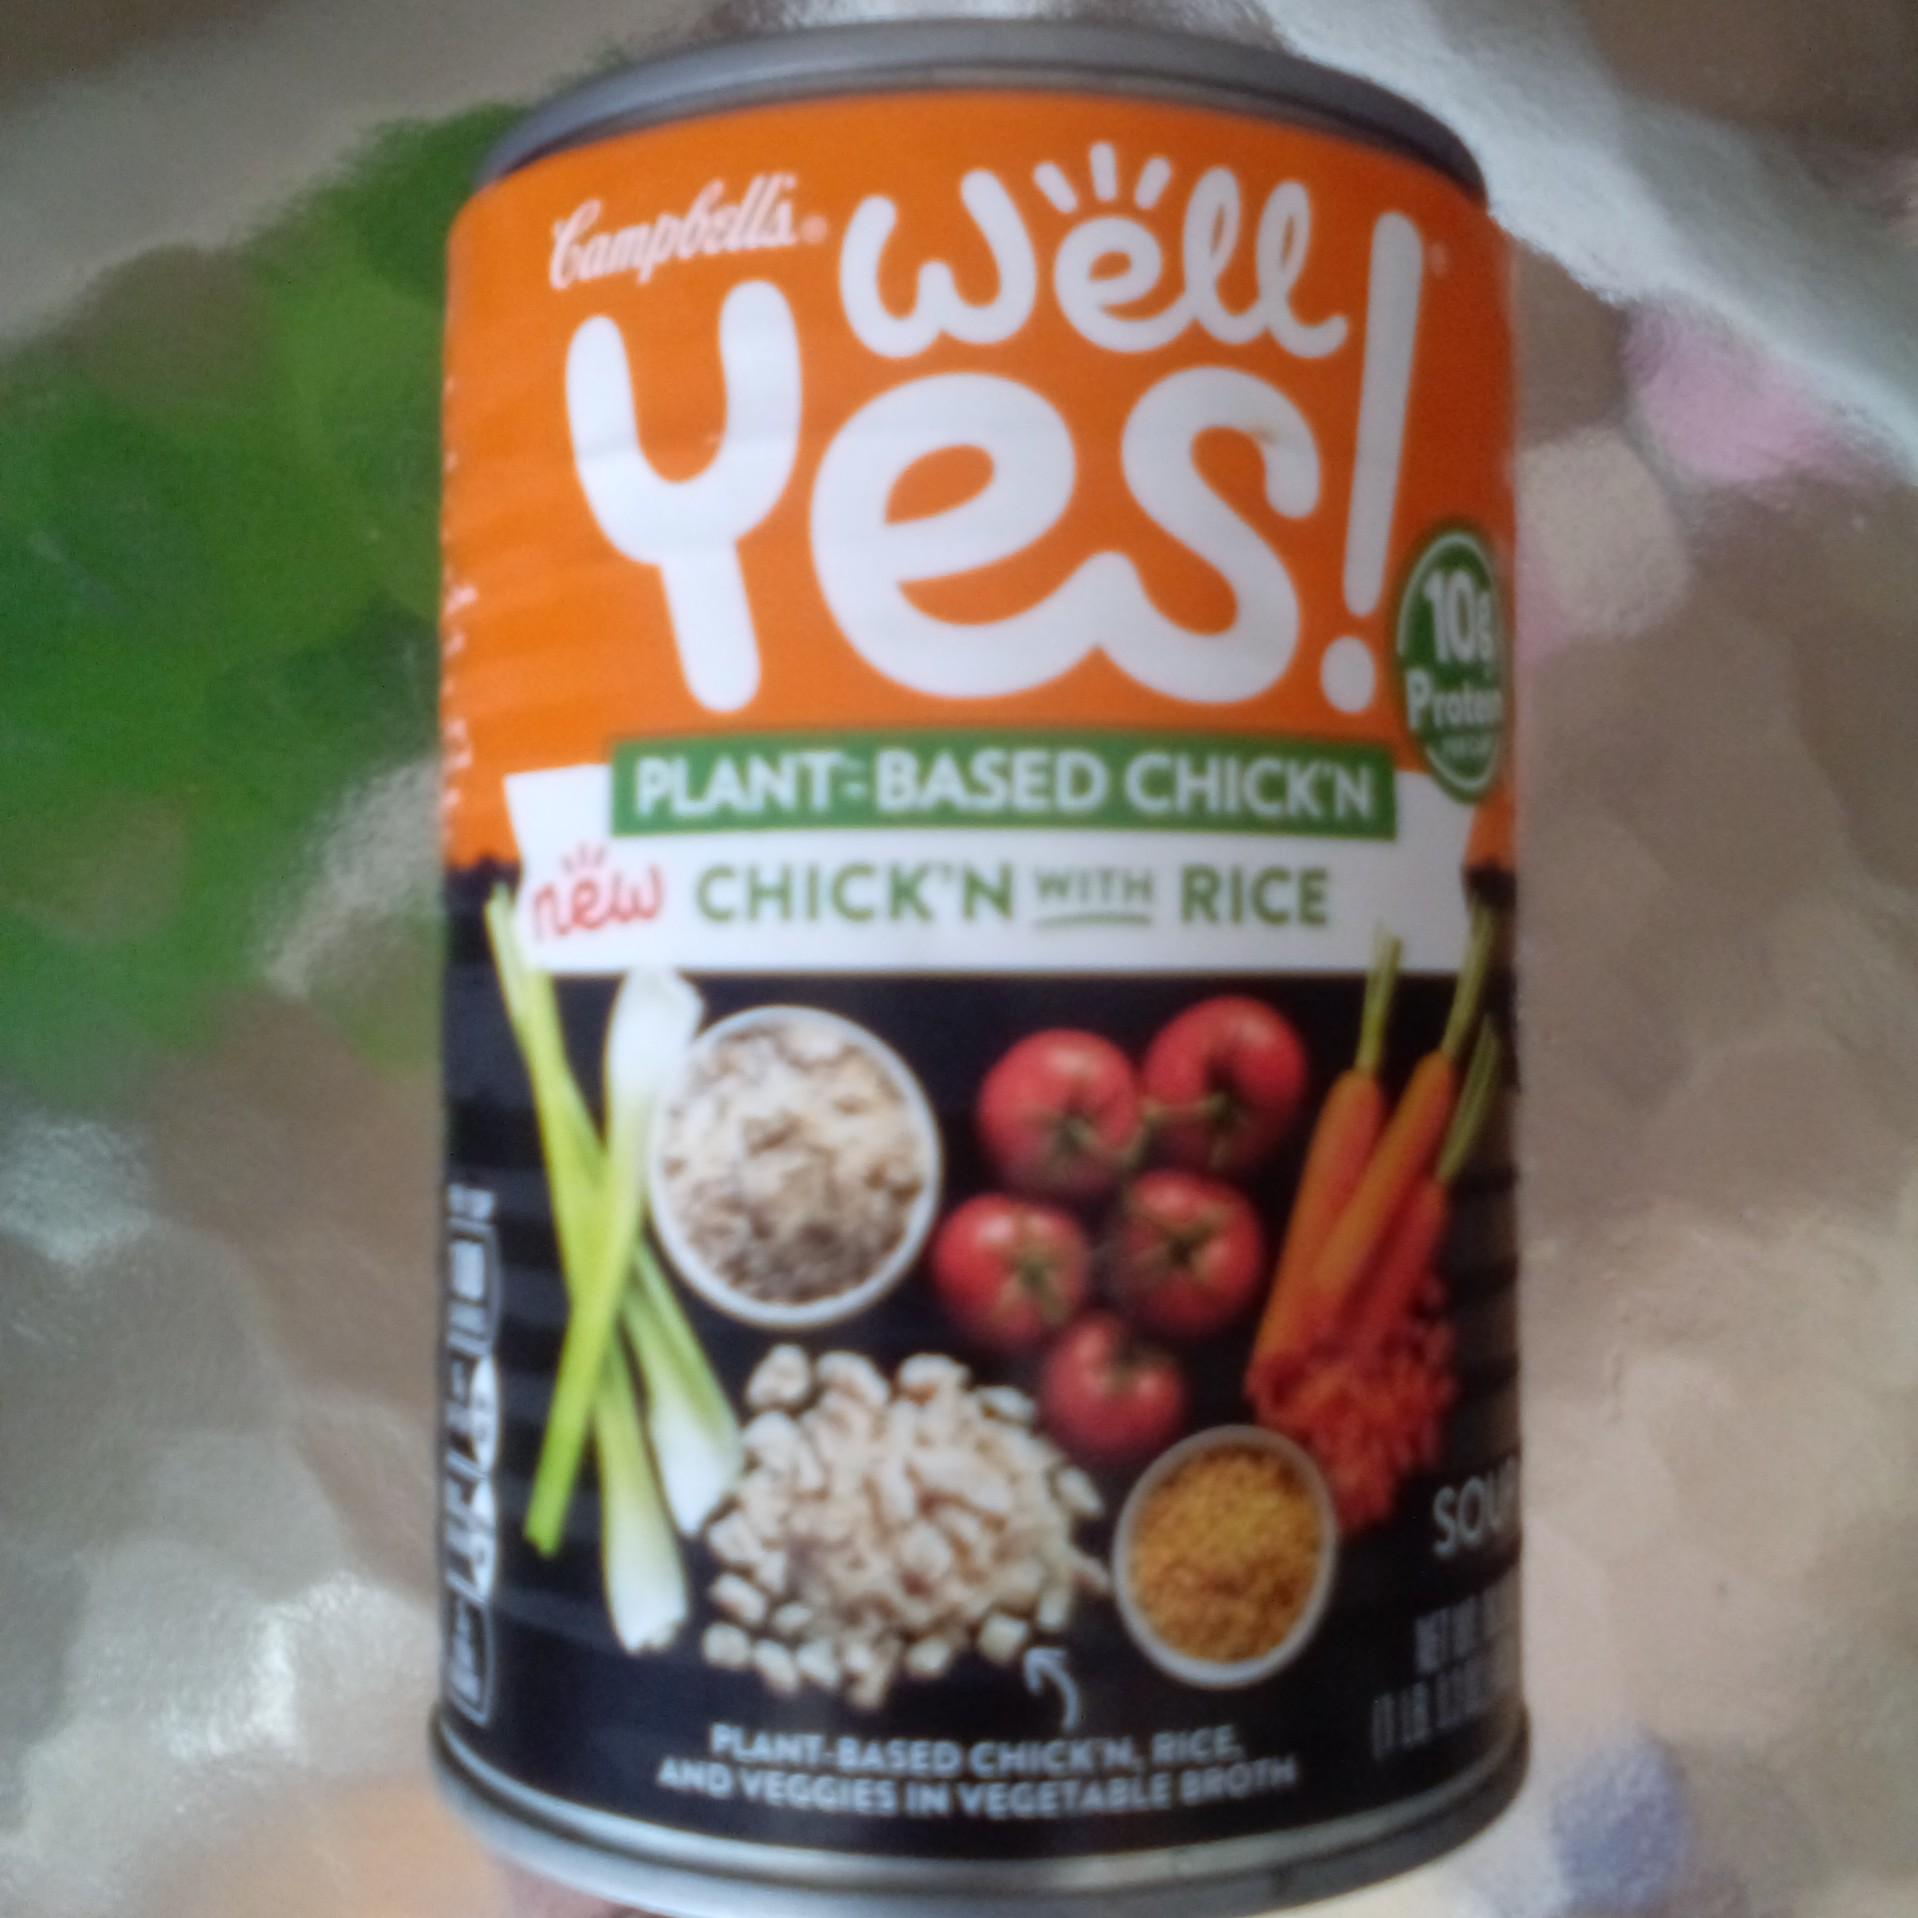 Campbell's®
Well
Yes!®
10g
Protein
PLANT-BASED CHICK'N
new CHICK'N WITH RICE
SOUP
PLANT-BASED CHICK'N, RICE,
AND VEGGIES IN VEGETABLE BROTH